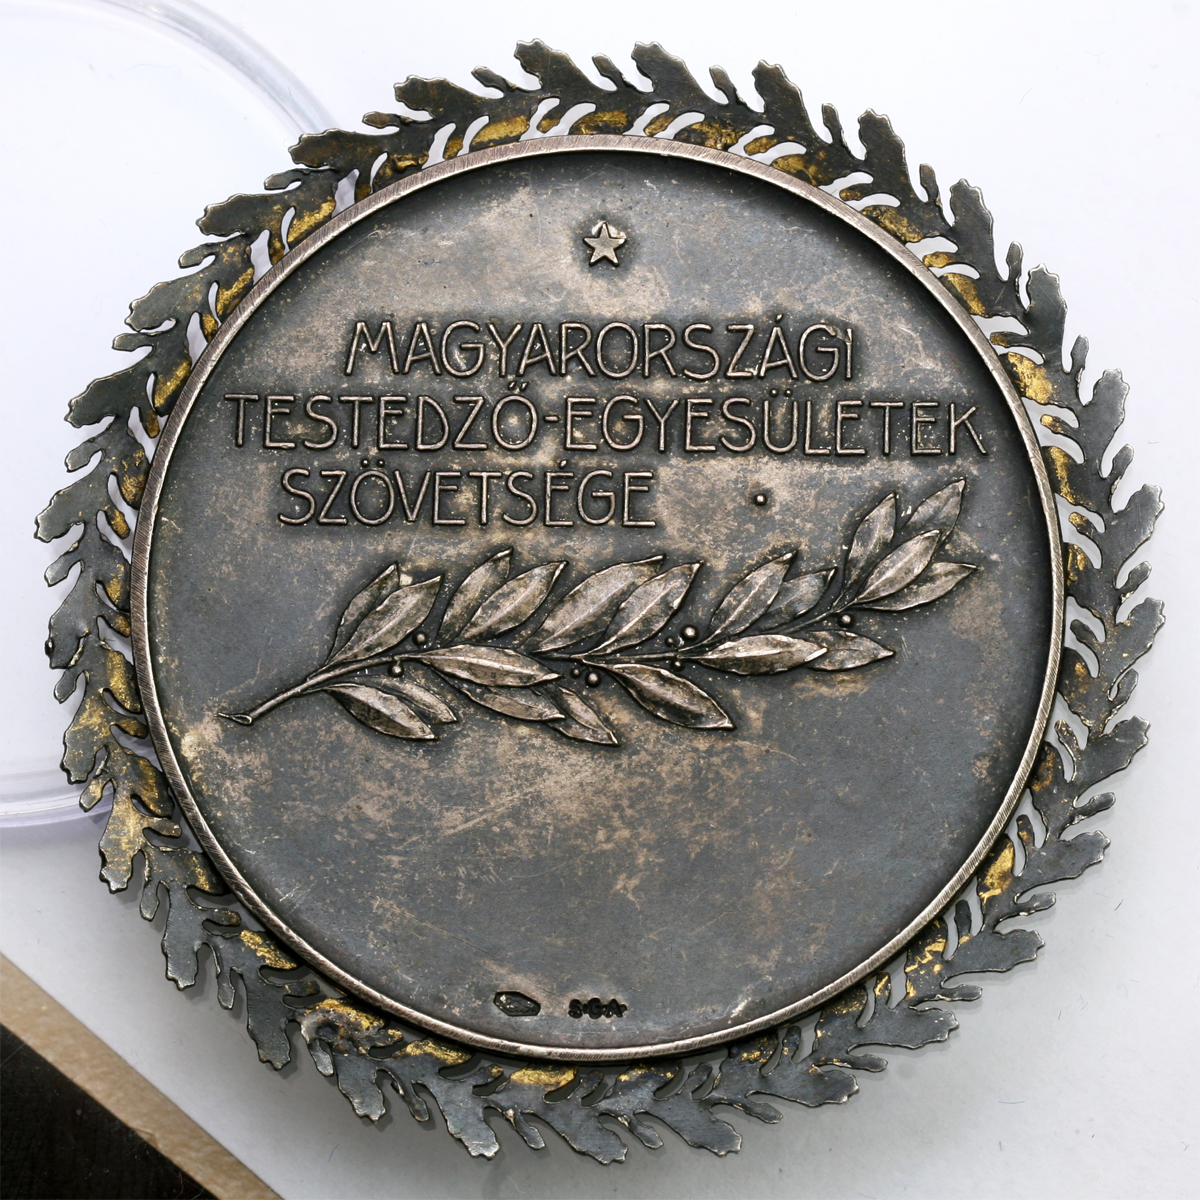 MAGYARORSZÁGI
TESTEDZŐ-EGYESÜLETEK
SZÖVETSÉGE
S·G·A·